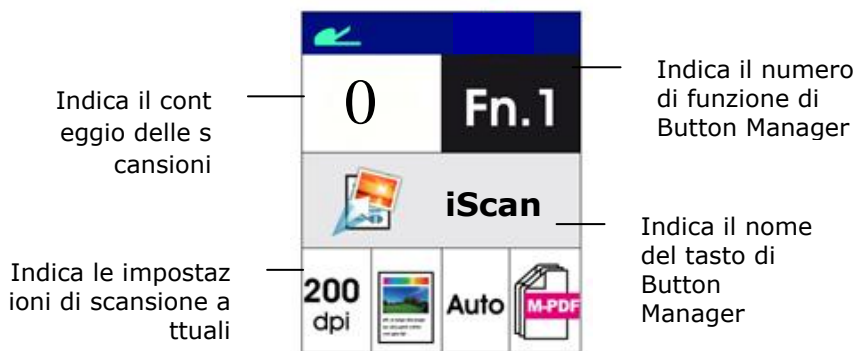 Indica il cont
eggio delle s
cansioni
0
Fn.1
Indica il numero
di funzione di
Button Manager
iScan
Indica il nome
del tasto di
Button
Manager
Indica le impostaz
ioni di scansione a
ttuali
200
dpi
Auto
M-PDF